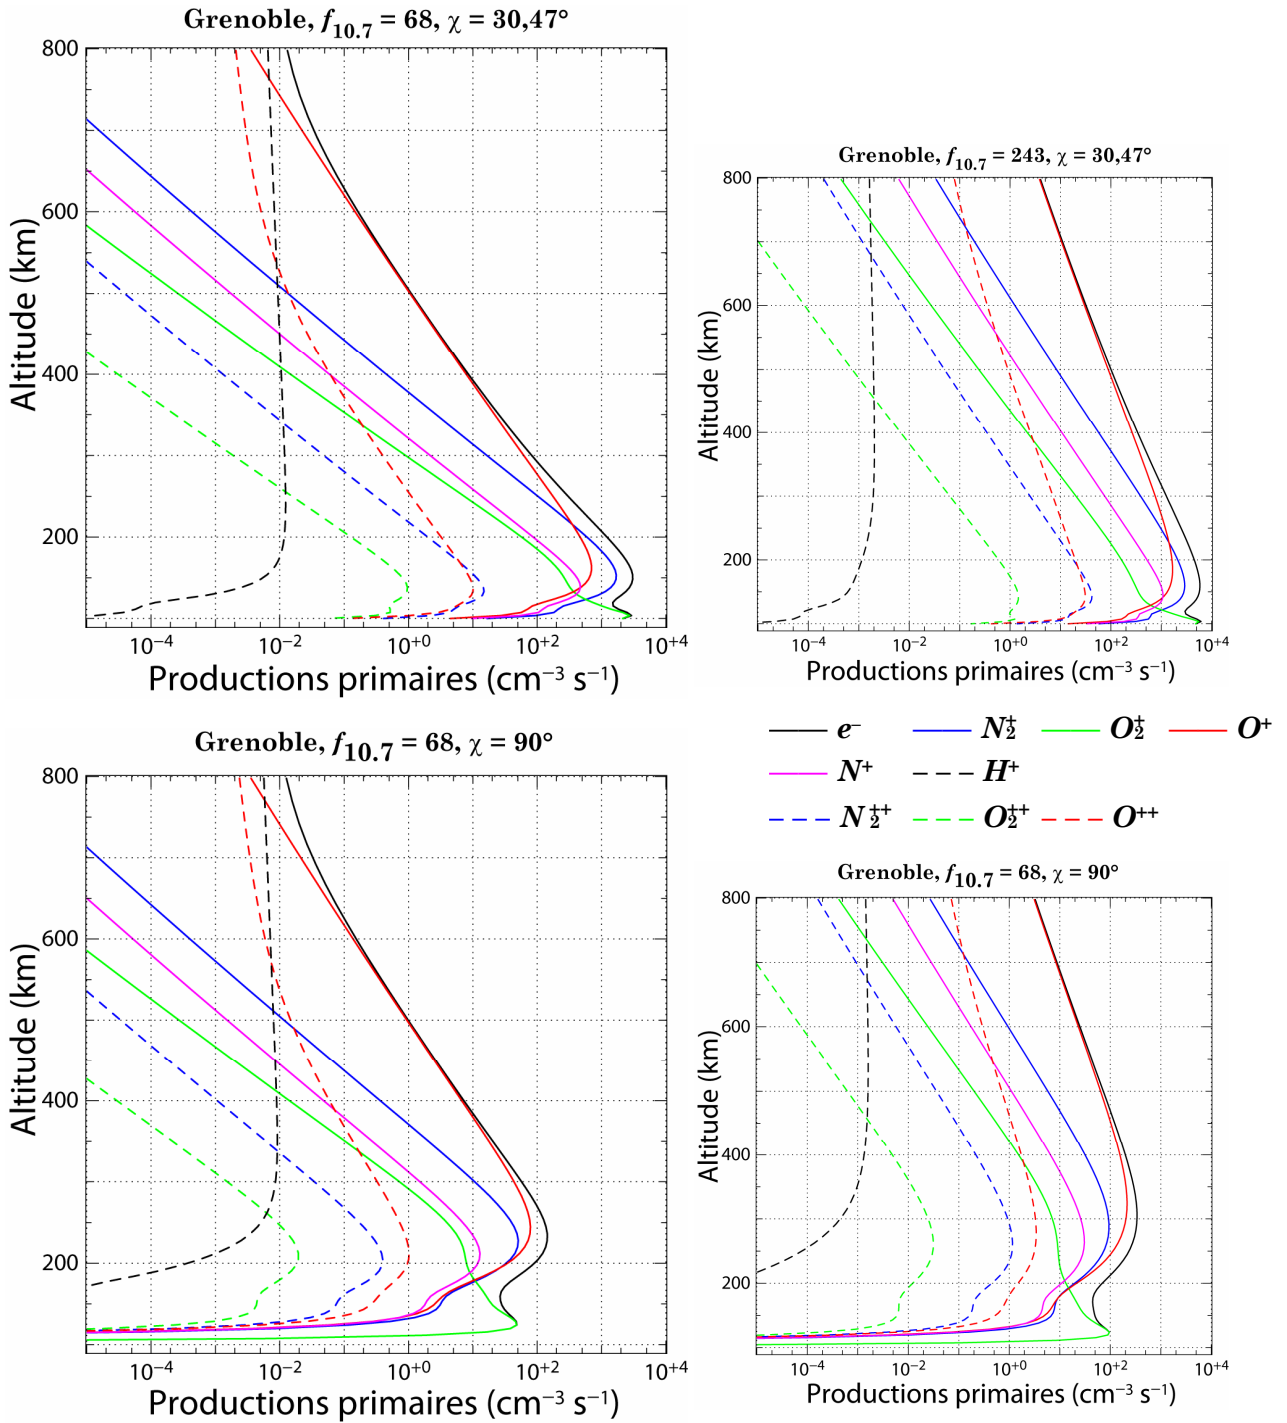 Grenoble, f10.7 = 68, χ = 30,47°
800
600
400
200
Altitude (km)
10−4 10−2 10+0 10+2 10+4
Productions primaires (cm−3 s−1)
Grenoble, f10.7 = 243, χ = 30,47°
800
600
400
200
Altitude (km)
10−4 10−2 10+0 10+2 10+4
Productions primaires (cm−3 s−1)
e− N2+ O2+ O+
N+ H+
N2++ O2++ O++
Grenoble, f10.7 = 68, χ = 90°
800
600
400
200
Altitude (km)
10−4 10−2 10+0 10+2 10+4
Productions primaires (cm−3 s−1)
Grenoble, f10.7 = 68, χ = 90°
800
600
400
200
Altitude (km)
10−4 10−2 10+0 10+2 10+4
Productions primaires (cm−3 s−1)